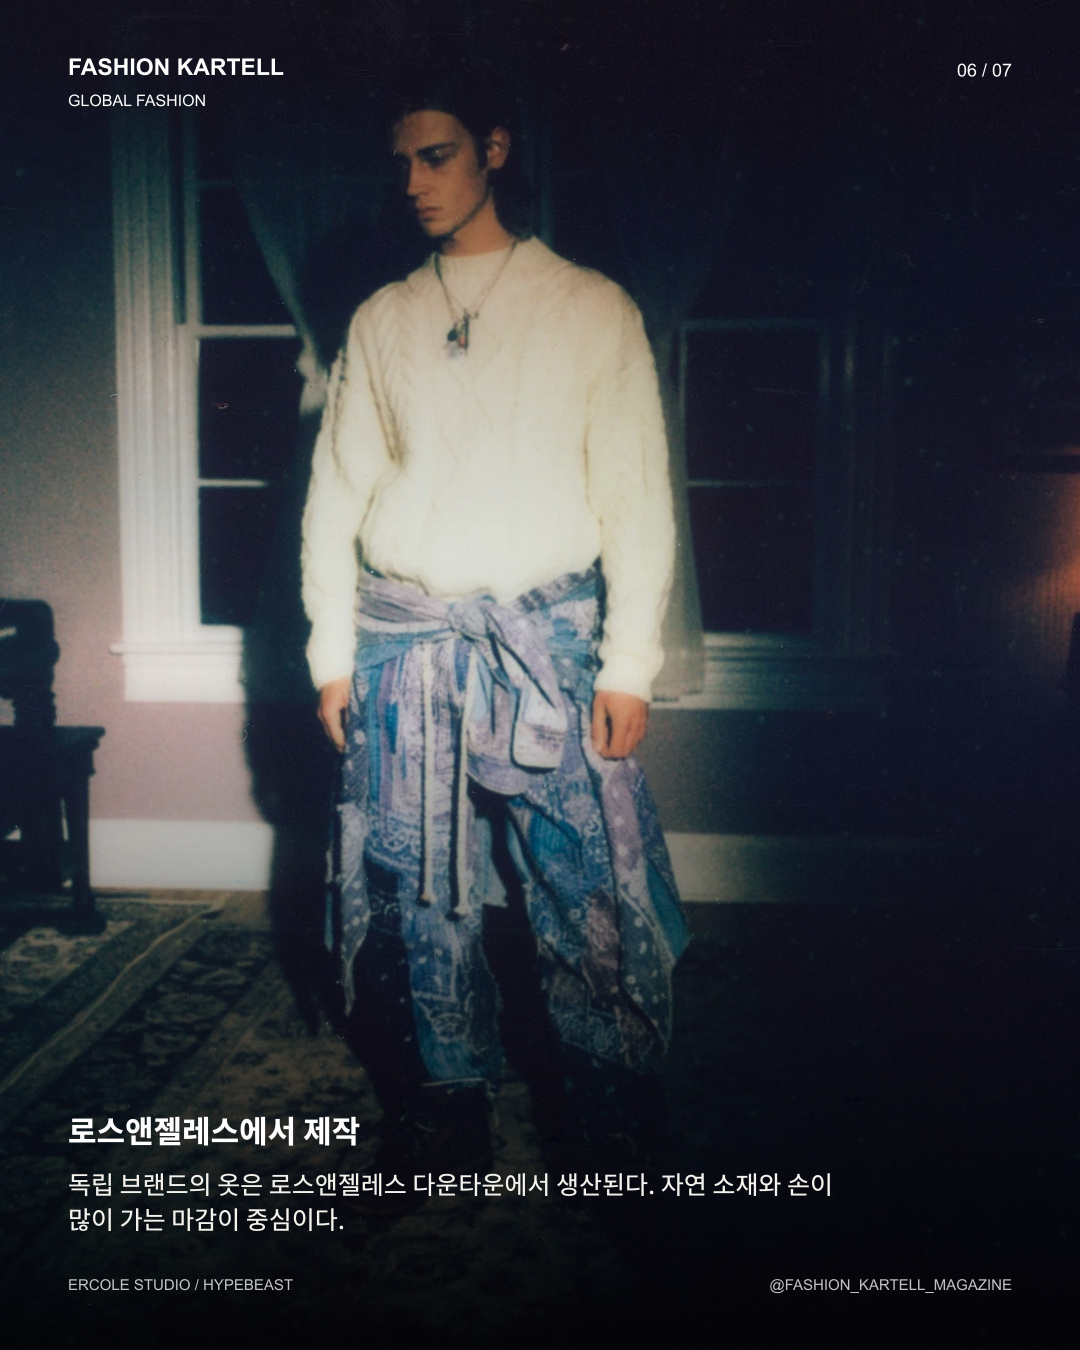 FASHION KARTELL
06 / 07
GLOBAL FASHION
로스앤젤레스에서 제작
독립 브랜드의 옷은 로스앤젤레스 다운타운에서 생산된다. 자연 소재와 손이
많이 가는 마감이 중심이다.
ERCOLE STUDIO / HYPEBEAST
@FASHION_KARTELL_MAGAZINE